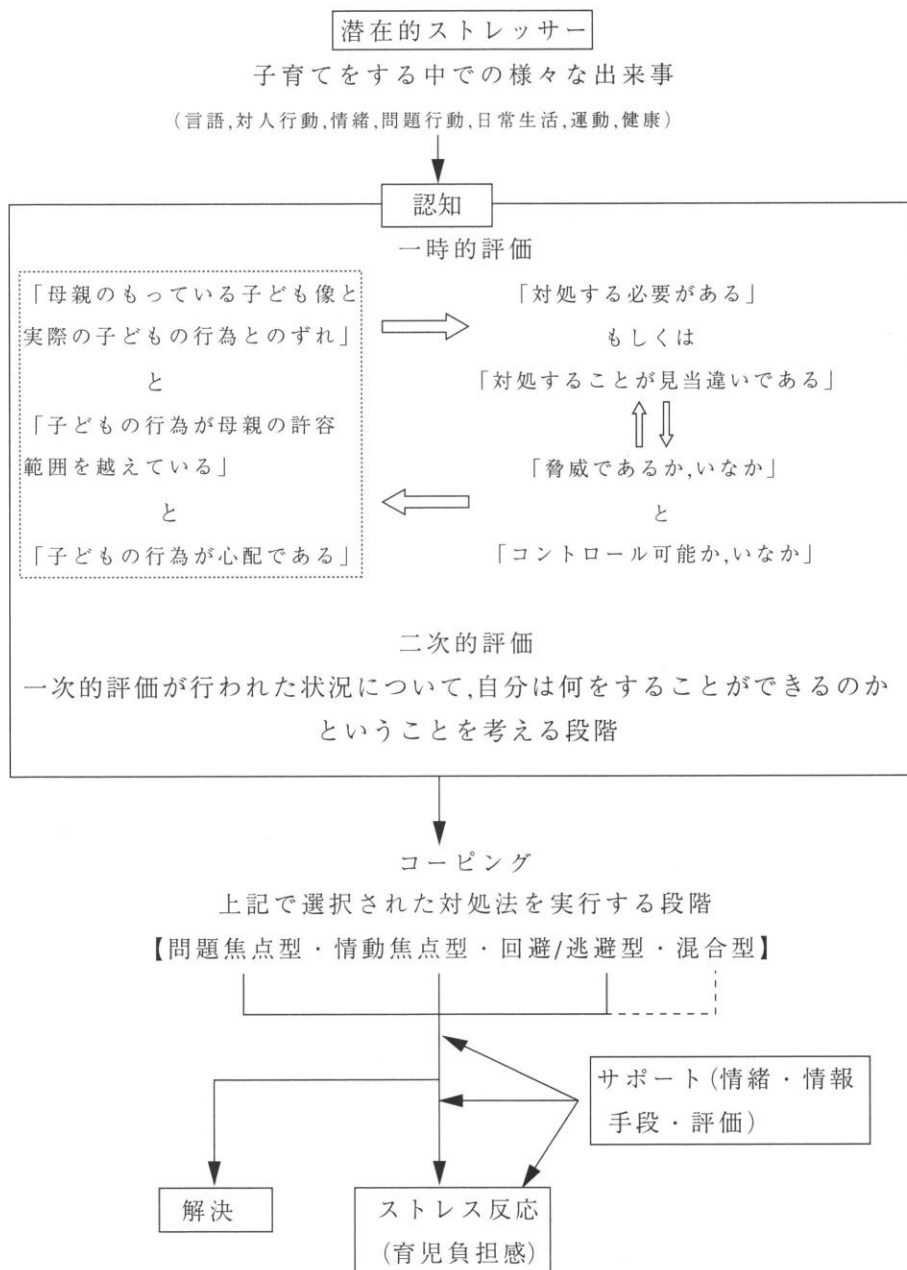 潜在的ストレッサー
子育てをする中での様々な出来事
(言語,対人行動,情緒,問題行動,日常生活,運動,健康)
認知
一時的評価
「母親のもっている子ども像と
実際の子どもの行為とのずれ」
と
「子どもの行為が母親の許容
範囲を越えている」
と
「子どもの行為が心配である」
「対処する必要がある」
もしくは
「対処することが見当違いである」
「脅威であるか,いなか」
と
「コントロール可能か,いなか」
二次的評価
一次的評価が行われた状況について,自分は何をすることができるのか
ということを考える段階
コーピング
上記で選択された対処法を実行する段階
【問題焦点型・情動焦点型・回避/逃避型・混合型】
サポート(情緒・情報
手段・評価)
解決
ストレス反応
(育児負担感)